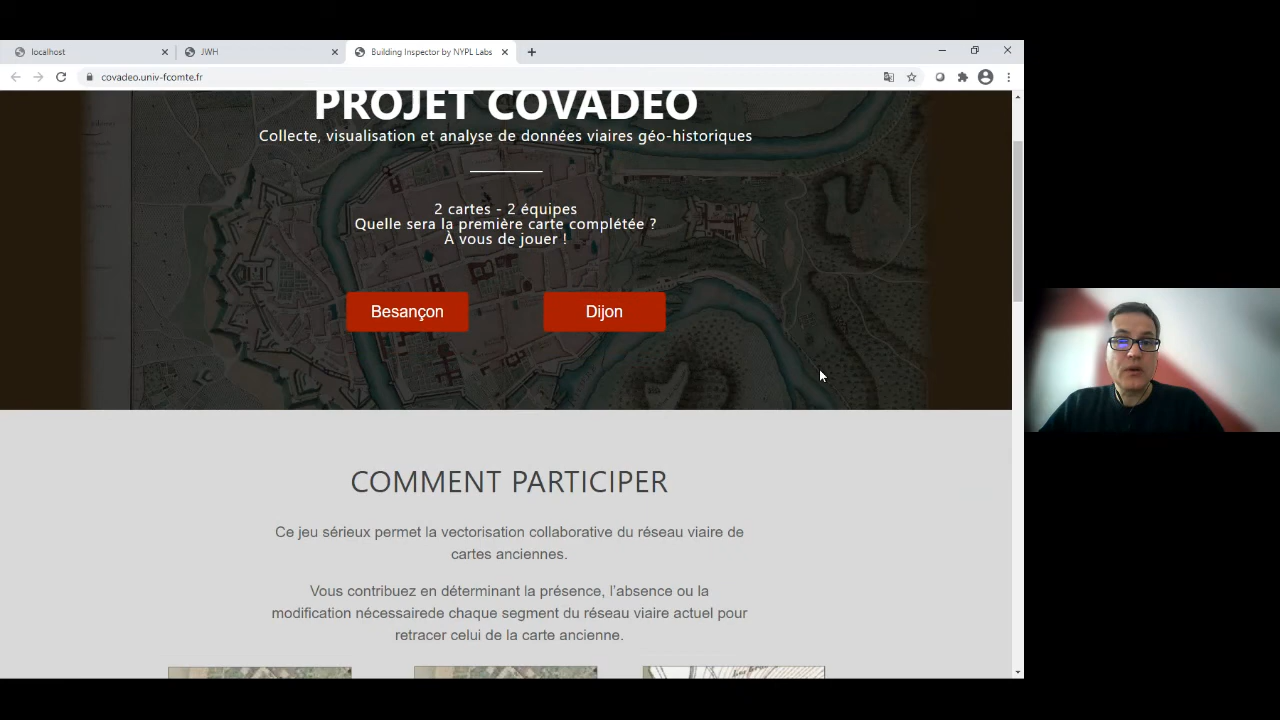 localhost
JWH
Building Inspector by NYPL Labs
covadeo.univ-fcomte.fr
PROJET COVADEO
Collecte, visualisation et analyse de données viaires géo-historiques
2 cartes - 2 équipes
Quelle sera la première carte complétée ?
À vous de jouer !
Besançon
Dijon
COMMENT PARTICIPER
Ce jeu sérieux permet la vectorisation collaborative du réseau viaire de
cartes anciennes.
Vous contribuez en déterminant la présence, l'absence ou la
modification nécessairede chaque segment du réseau viaire actuel pour
retracer celui de la carte ancienne.